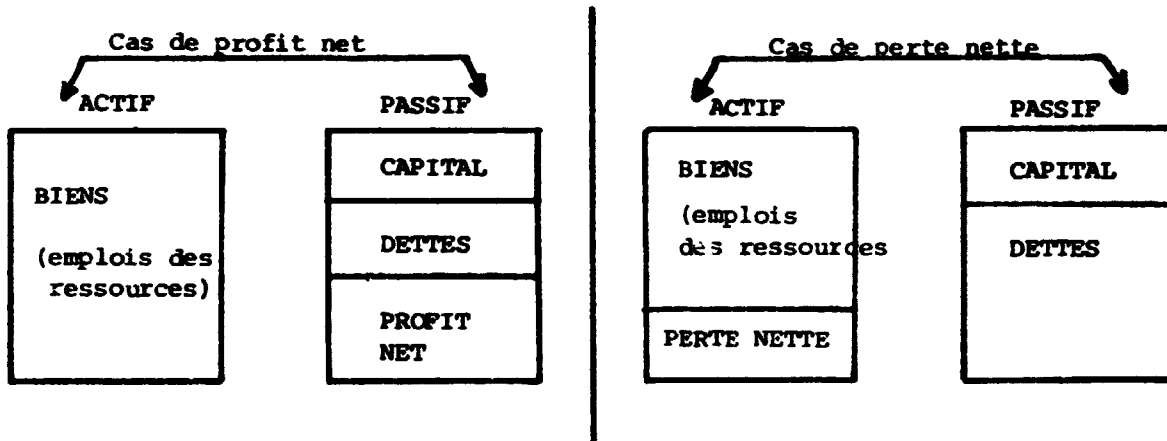 Cas de profit net
ACTIF
PASSIF
BIENS
(emplois des
ressources)
CAPITAL
DETTES
PROFIT
NET
Cas de perte nette
ACTIF
PASSIF
BIENS
(emplois
des ressources
PERTE NETTE
CAPITAL
DETTES